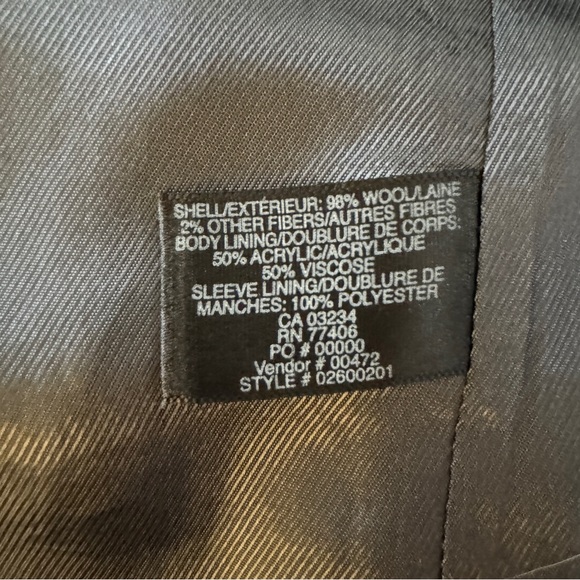 SHELL/EXTÉRIEUR: 98% WOOL/LAINE
2% OTHER FIBERS/AUTRES FIBRES
BODY LINING/DOUBLURE DE CORPS:
50% ACRYLIC/ACRYLIQUE
50% VISCOSE
SLEEVE LINING/DOUBLURE DE
MANCHES: 100% POLYESTER
CA 03234
RN 77406
PO # 00000
Vendor # 00472
STYLE # 02600201